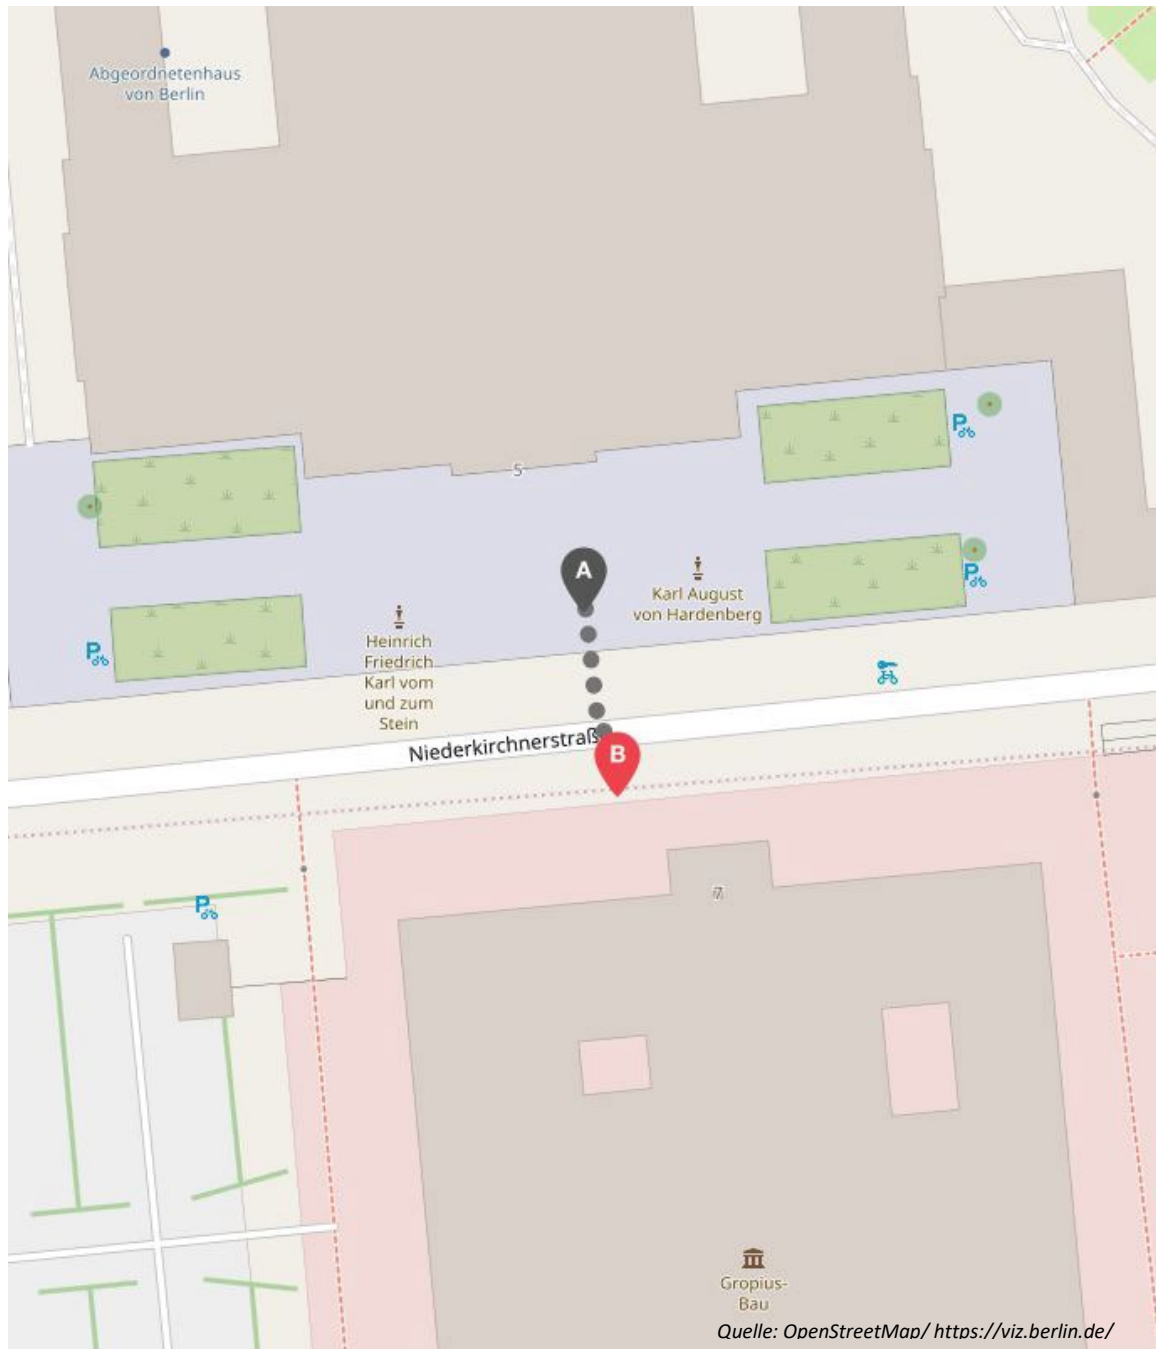 Abgeordnetenhaus
von Berlin
5
A
Karl August
von Hardenberg
Heinrich
Friedrich
Karl vom
und zum
Stein
Niederkirchnerstraß
B
P
P
P
P
7
Gropius-
Bau
Quelle: OpenStreetMap/ https://viz.berlin.de/